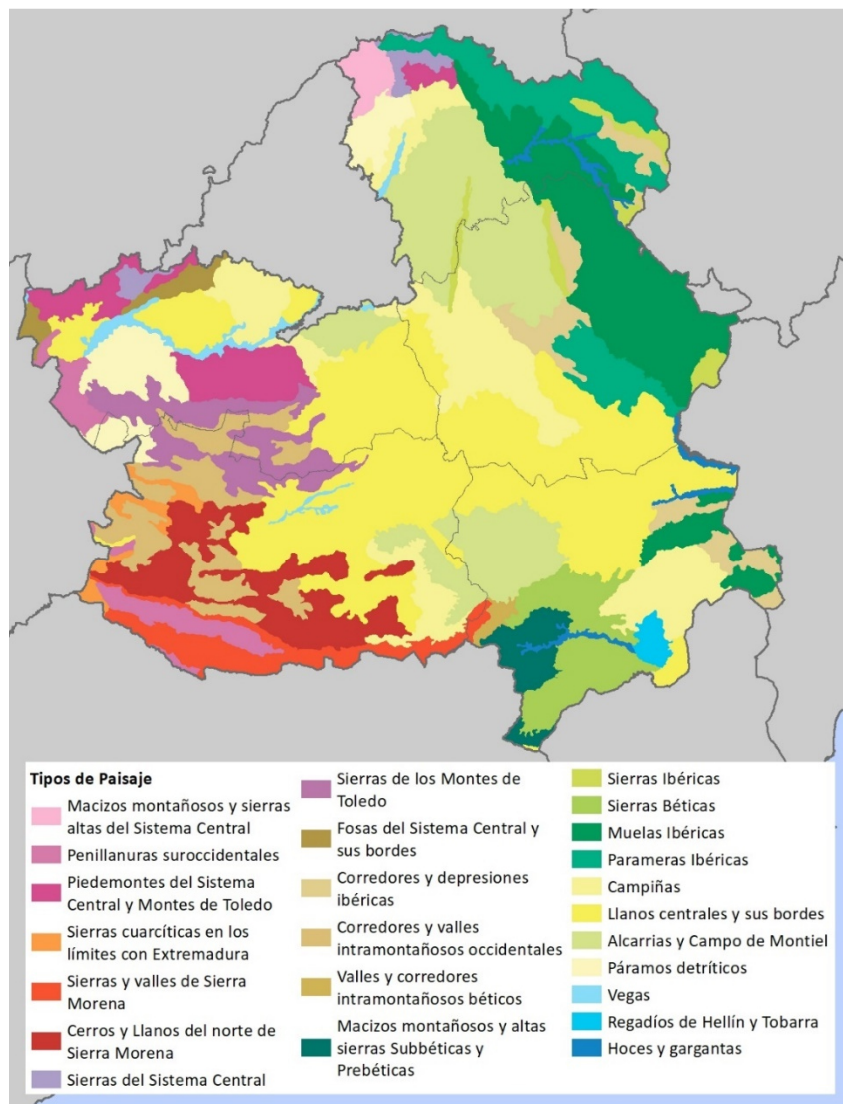 Tipos de Paisaje
Macizos montañosos y sierras
altas del Sistema Central
Penillanuras suroccidentales
Piedemontes del Sistema
Central y Montes de Toledo
Sierras cuarcíticas en los
límites con Extremadura
Sierras y valles de Sierra
Morena
Cerros y Llanos del norte de
Sierra Morena
Sierras del Sistema Central
Sierras de los Montes de
Toledo
Fosas del Sistema Central y
sus bordes
Corredores y depresiones
ibéricas
Corredores y valles
intramontañosos occidentales
Valles y corredores
intramontañosos béticos
Macizos montañosos y altas
sierras Subbéticas y
Prebéticas
Sierras Ibéricas
Sierras Béticas
Muelas Ibéricas
Parameras Ibéricas
Campiñas
Llanos centrales y sus bordes
Alcarrias y Campo de Montiel
Páramos detríticos
Vegas
Regadíos de Hellín y Tobarra
Hoces y gargantas